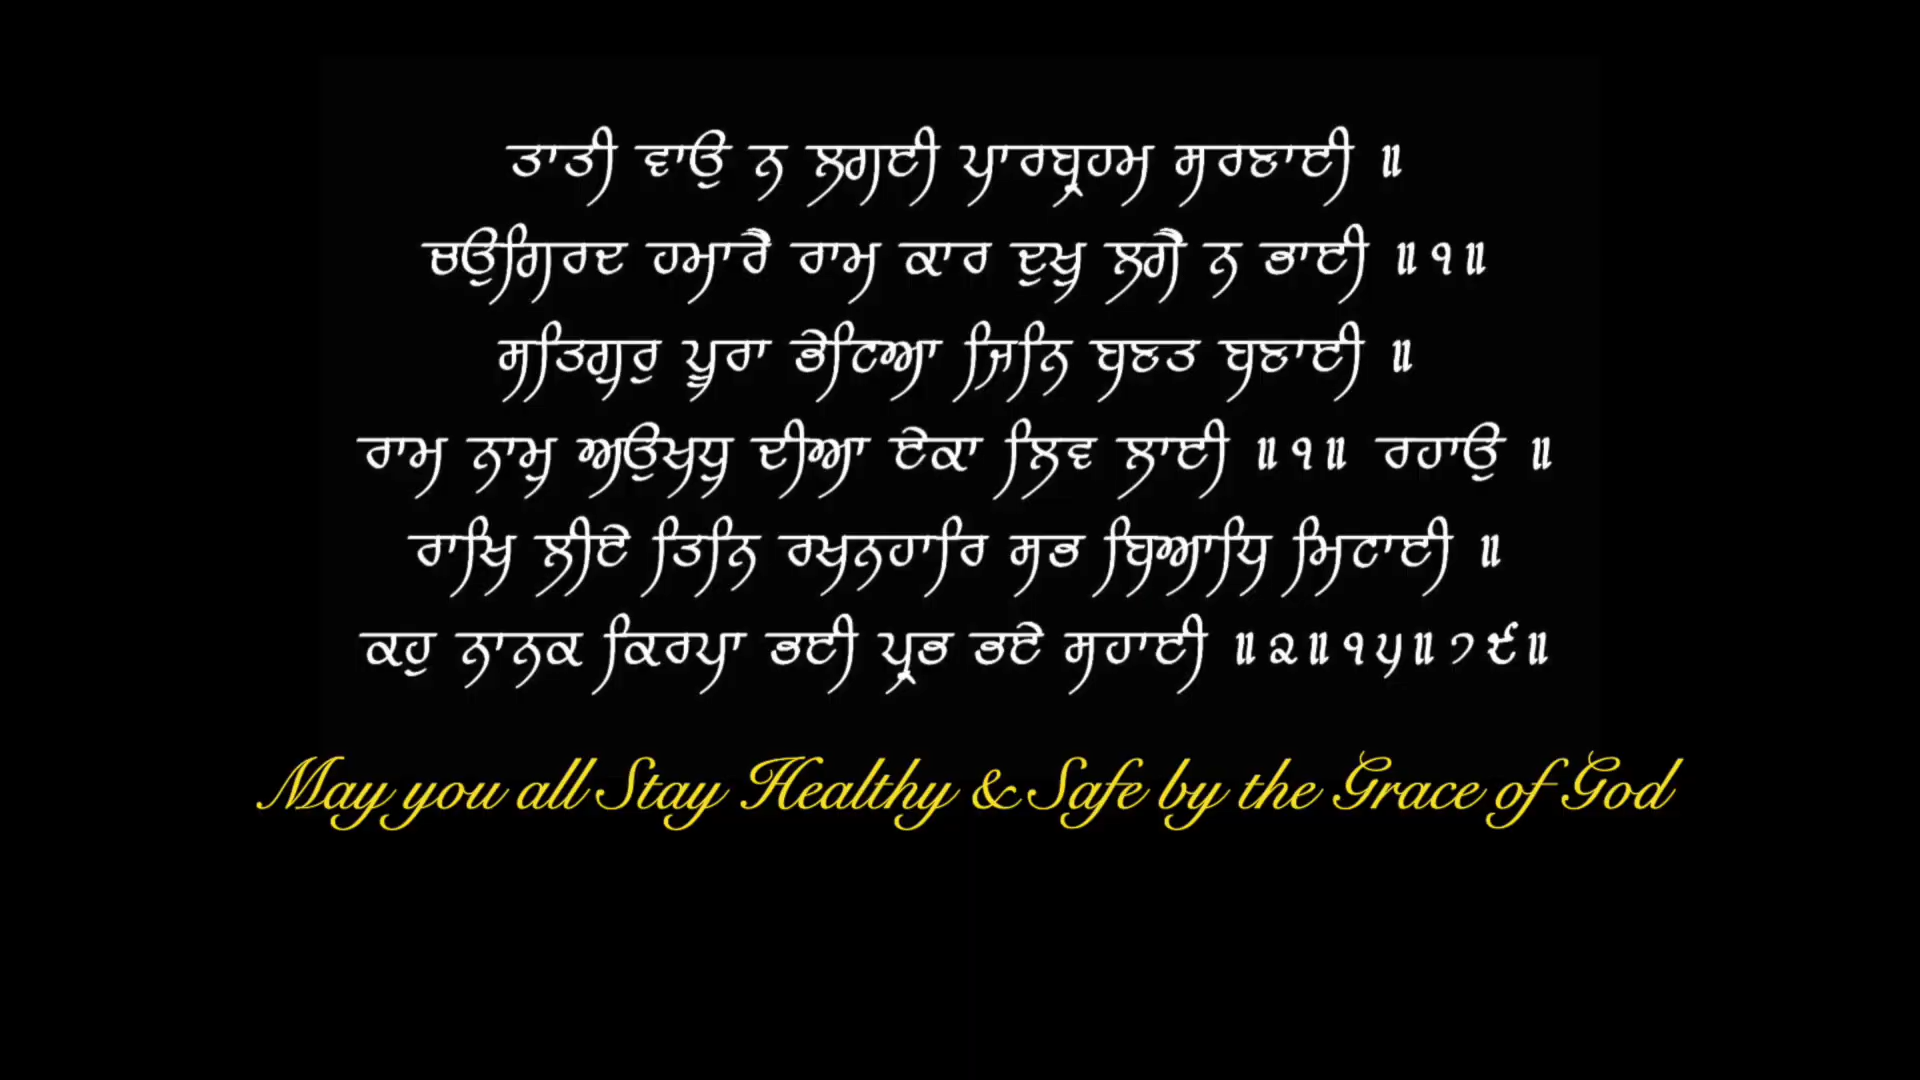 ਤਾਤੀ ਵਾਉ ਨ ਲਗਈ ਪਾਰਬ੍ਰਹਮ ਸਰਣਾਈ ॥
ਚਉਗਿਰਦ ਹਮਾਰੈ ਰਾਮ ਕਾਰ ਦੁਖੁ ਲਗੈ ਨ ਭਾਈ ॥੧॥
ਸਤਿਗੁਰੁ ਪੂਰਾ ਭੇਟਿਆ ਜਿਨਿ ਬਣਤ ਬਣਾਈ ॥
ਰਾਮ ਨਾਮੁ ਅਉਖਧੁ ਦੀਆ ਏਕਾ ਲਿਵ ਲਾਈ ॥੧॥ ਰਹਾਉ ॥
ਰਾਖਿ ਲੀਏ ਤਿਨਿ ਰਖਨਹਾਰਿ ਸਭ ਬਿਆਧਿ ਮਿਟਾਈ ॥
ਕਹੁ ਨਾਨਕ ਕਿਰਪਾ ਭਈ ਪ੍ਰਭ ਭਏ ਸਹਾਈ ॥੨॥੧੫॥੭੯॥
May you all Stay Healthy & Safe by the Grace of God